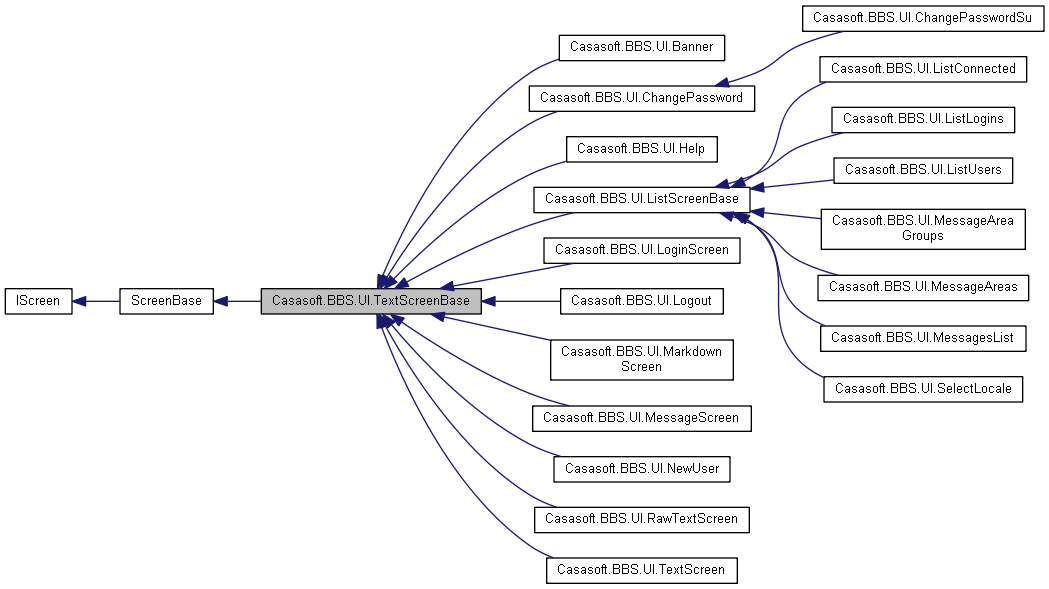 IScreen
ScreenBase
Casasoft.BBS.UI.TextScreenBase
Casasoft.BBS.UI.Banner
Casasoft.BBS.UI.ChangePassword
Casasoft.BBS.UI.Help
Casasoft.BBS.UI.ListScreenBase
Casasoft.BBS.UI.LoginScreen
Casasoft.BBS.UI.Logout
Casasoft.BBS.UI.Markdown
Screen
Casasoft.BBS.UI.MessageScreen
Casasoft.BBS.UI.NewUser
Casasoft.BBS.UI.RawTextScreen
Casasoft.BBS.UI.TextScreen
Casasoft.BBS.UI.ChangePasswordSu
Casasoft.BBS.UI.ListConnected
Casasoft.BBS.UI.ListLogins
Casasoft.BBS.UI.ListUsers
Casasoft.BBS.UI.MessageArea
Groups
Casasoft.BBS.UI.MessageAreas
Casasoft.BBS.UI.MessagesList
Casasoft.BBS.UI.SelectLocale